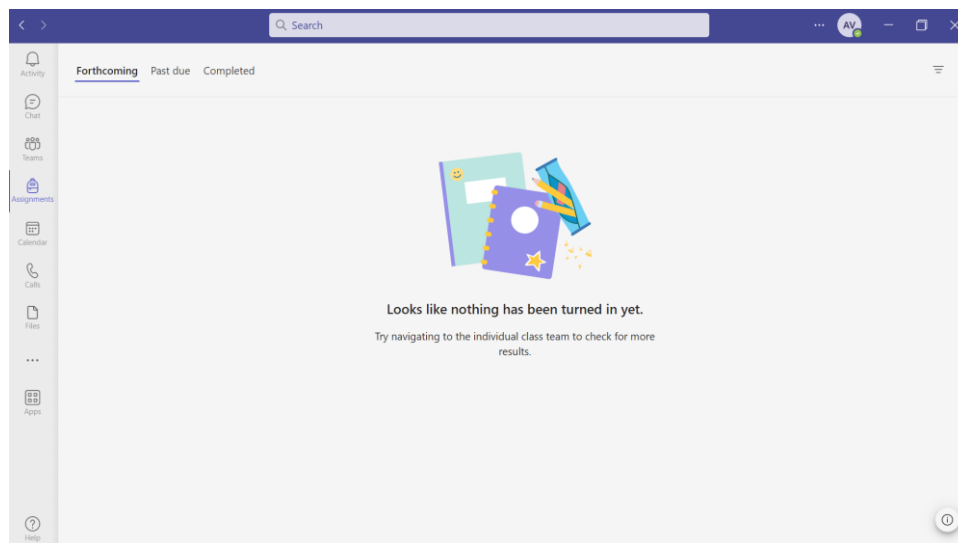 Search
AV
Activity
Chat
Teams
Assignments
Calendar
Calls
Files
Apps
Help
Forthcoming Past due Completed
Looks like nothing has been turned in yet.
Try navigating to the individual class team to check for more
results.